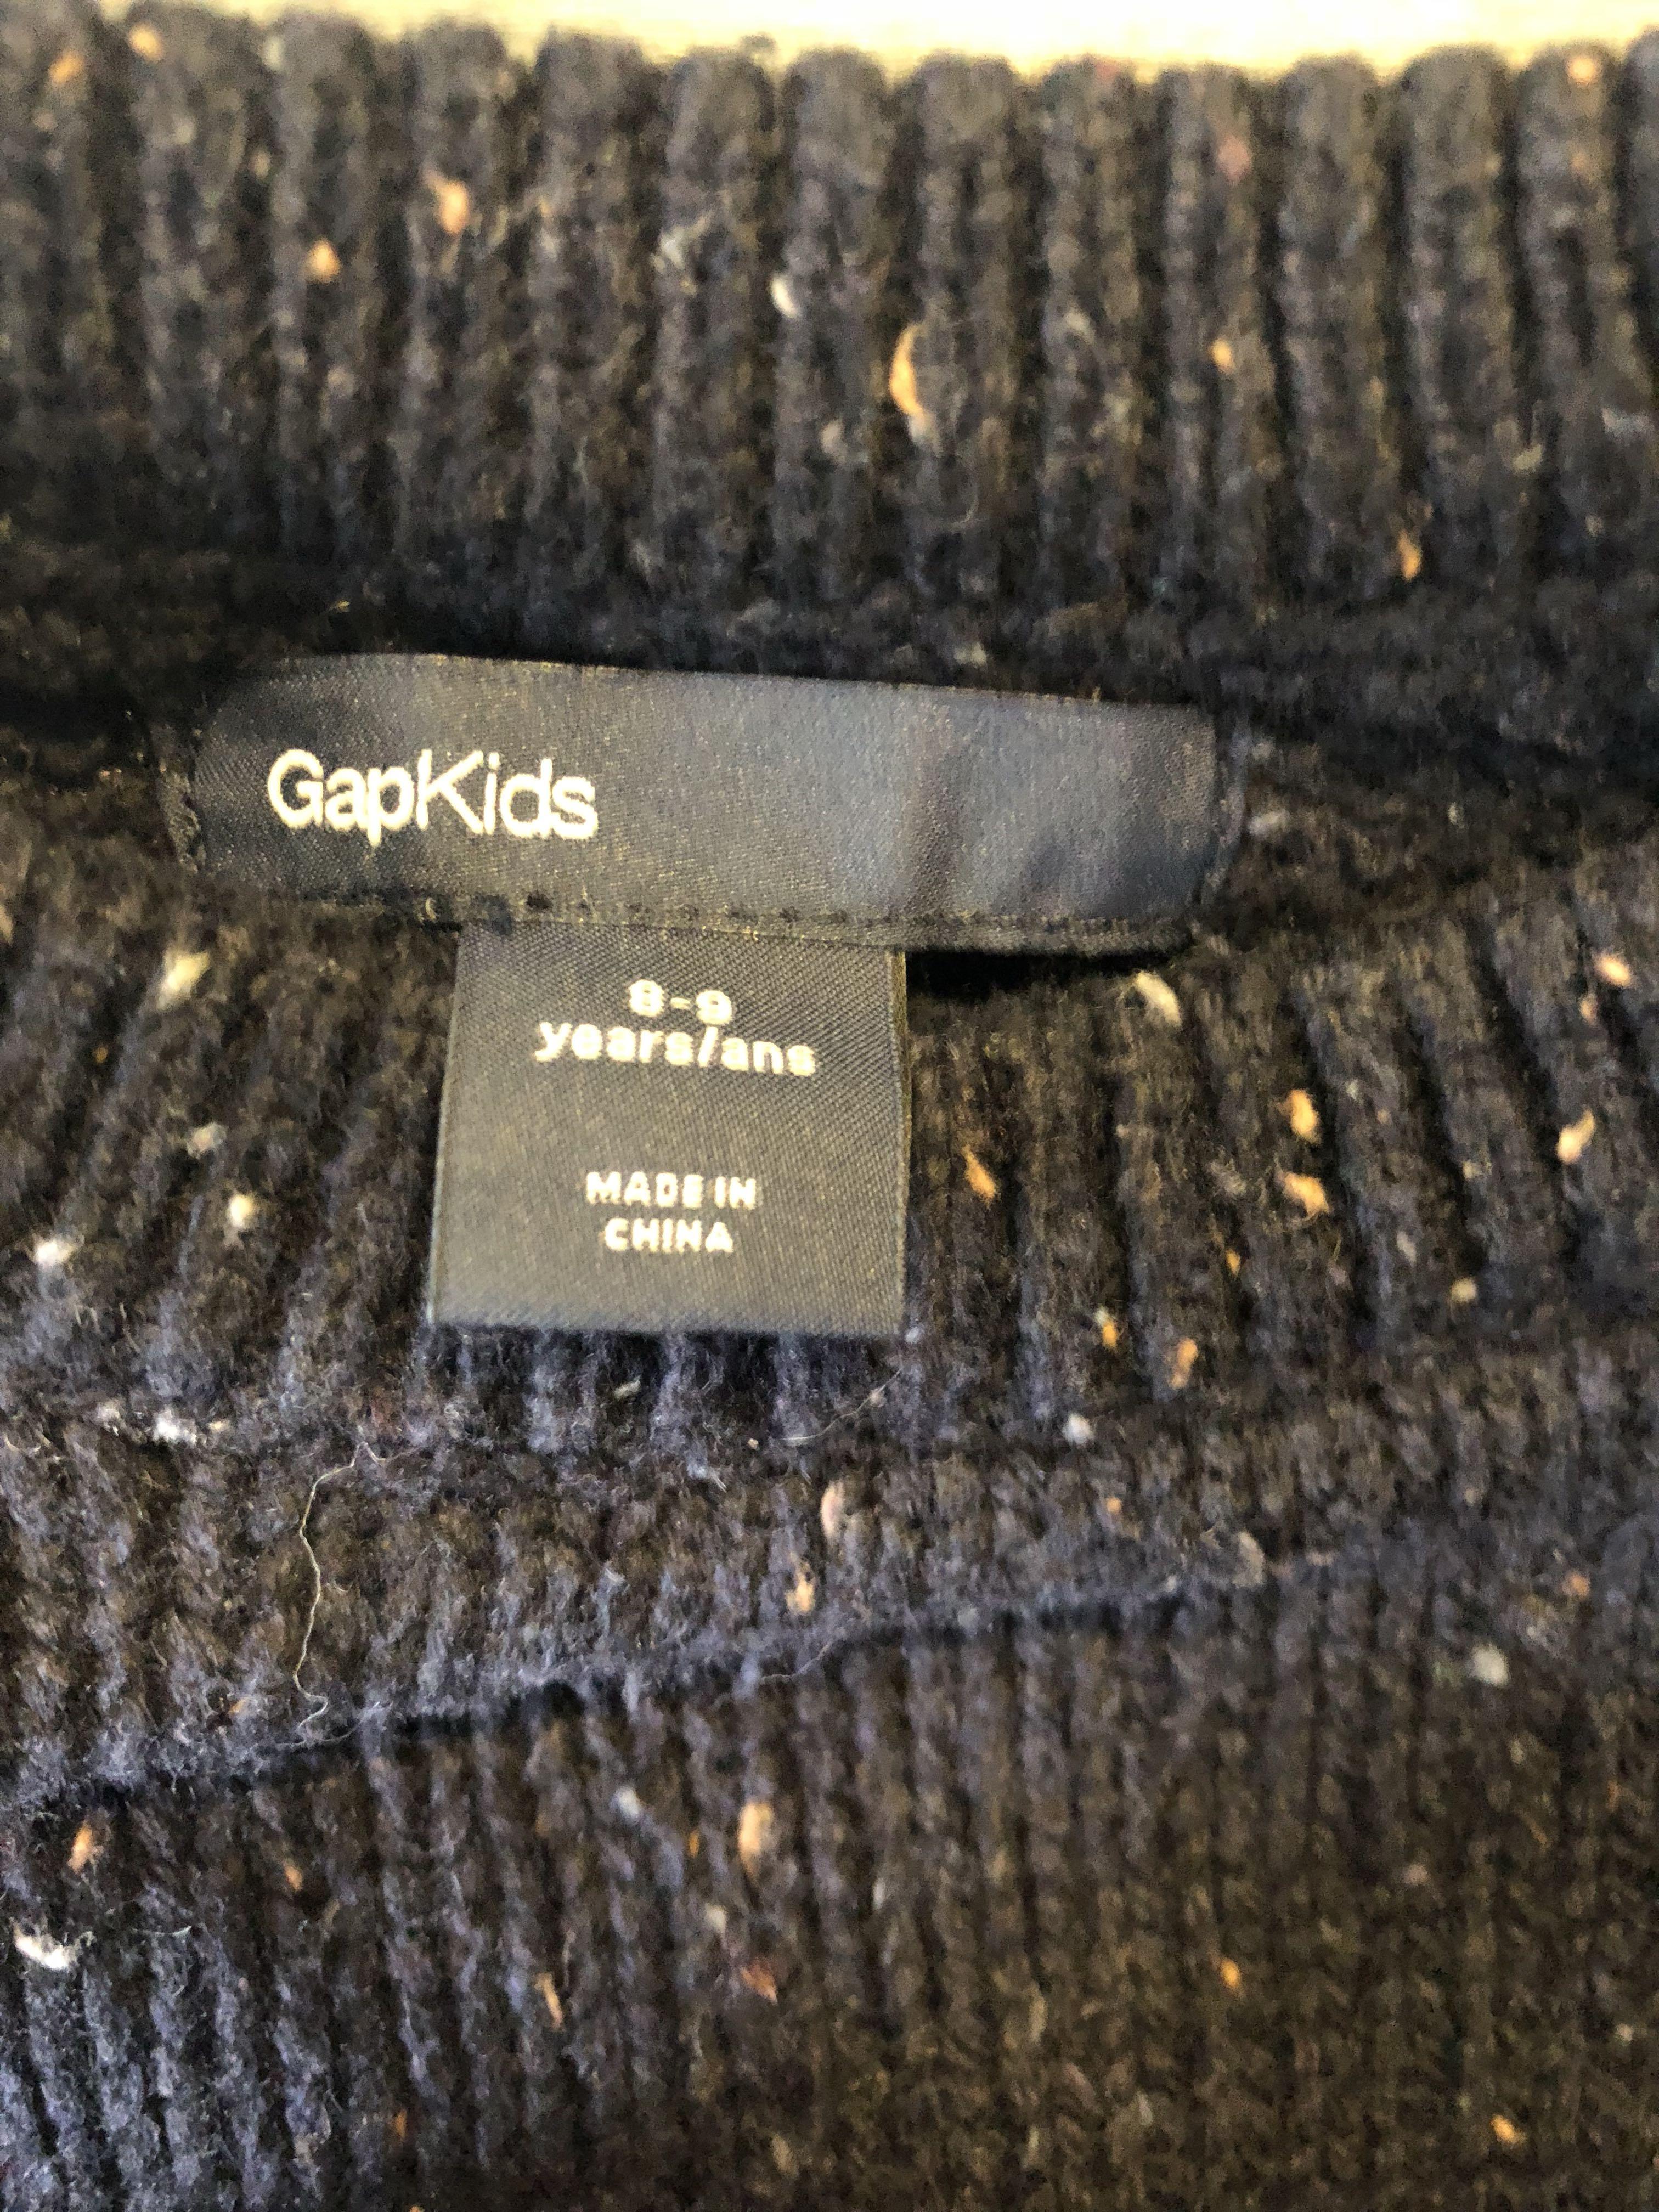 GapKids
8-9
years/ans
MADE IN
CHINA